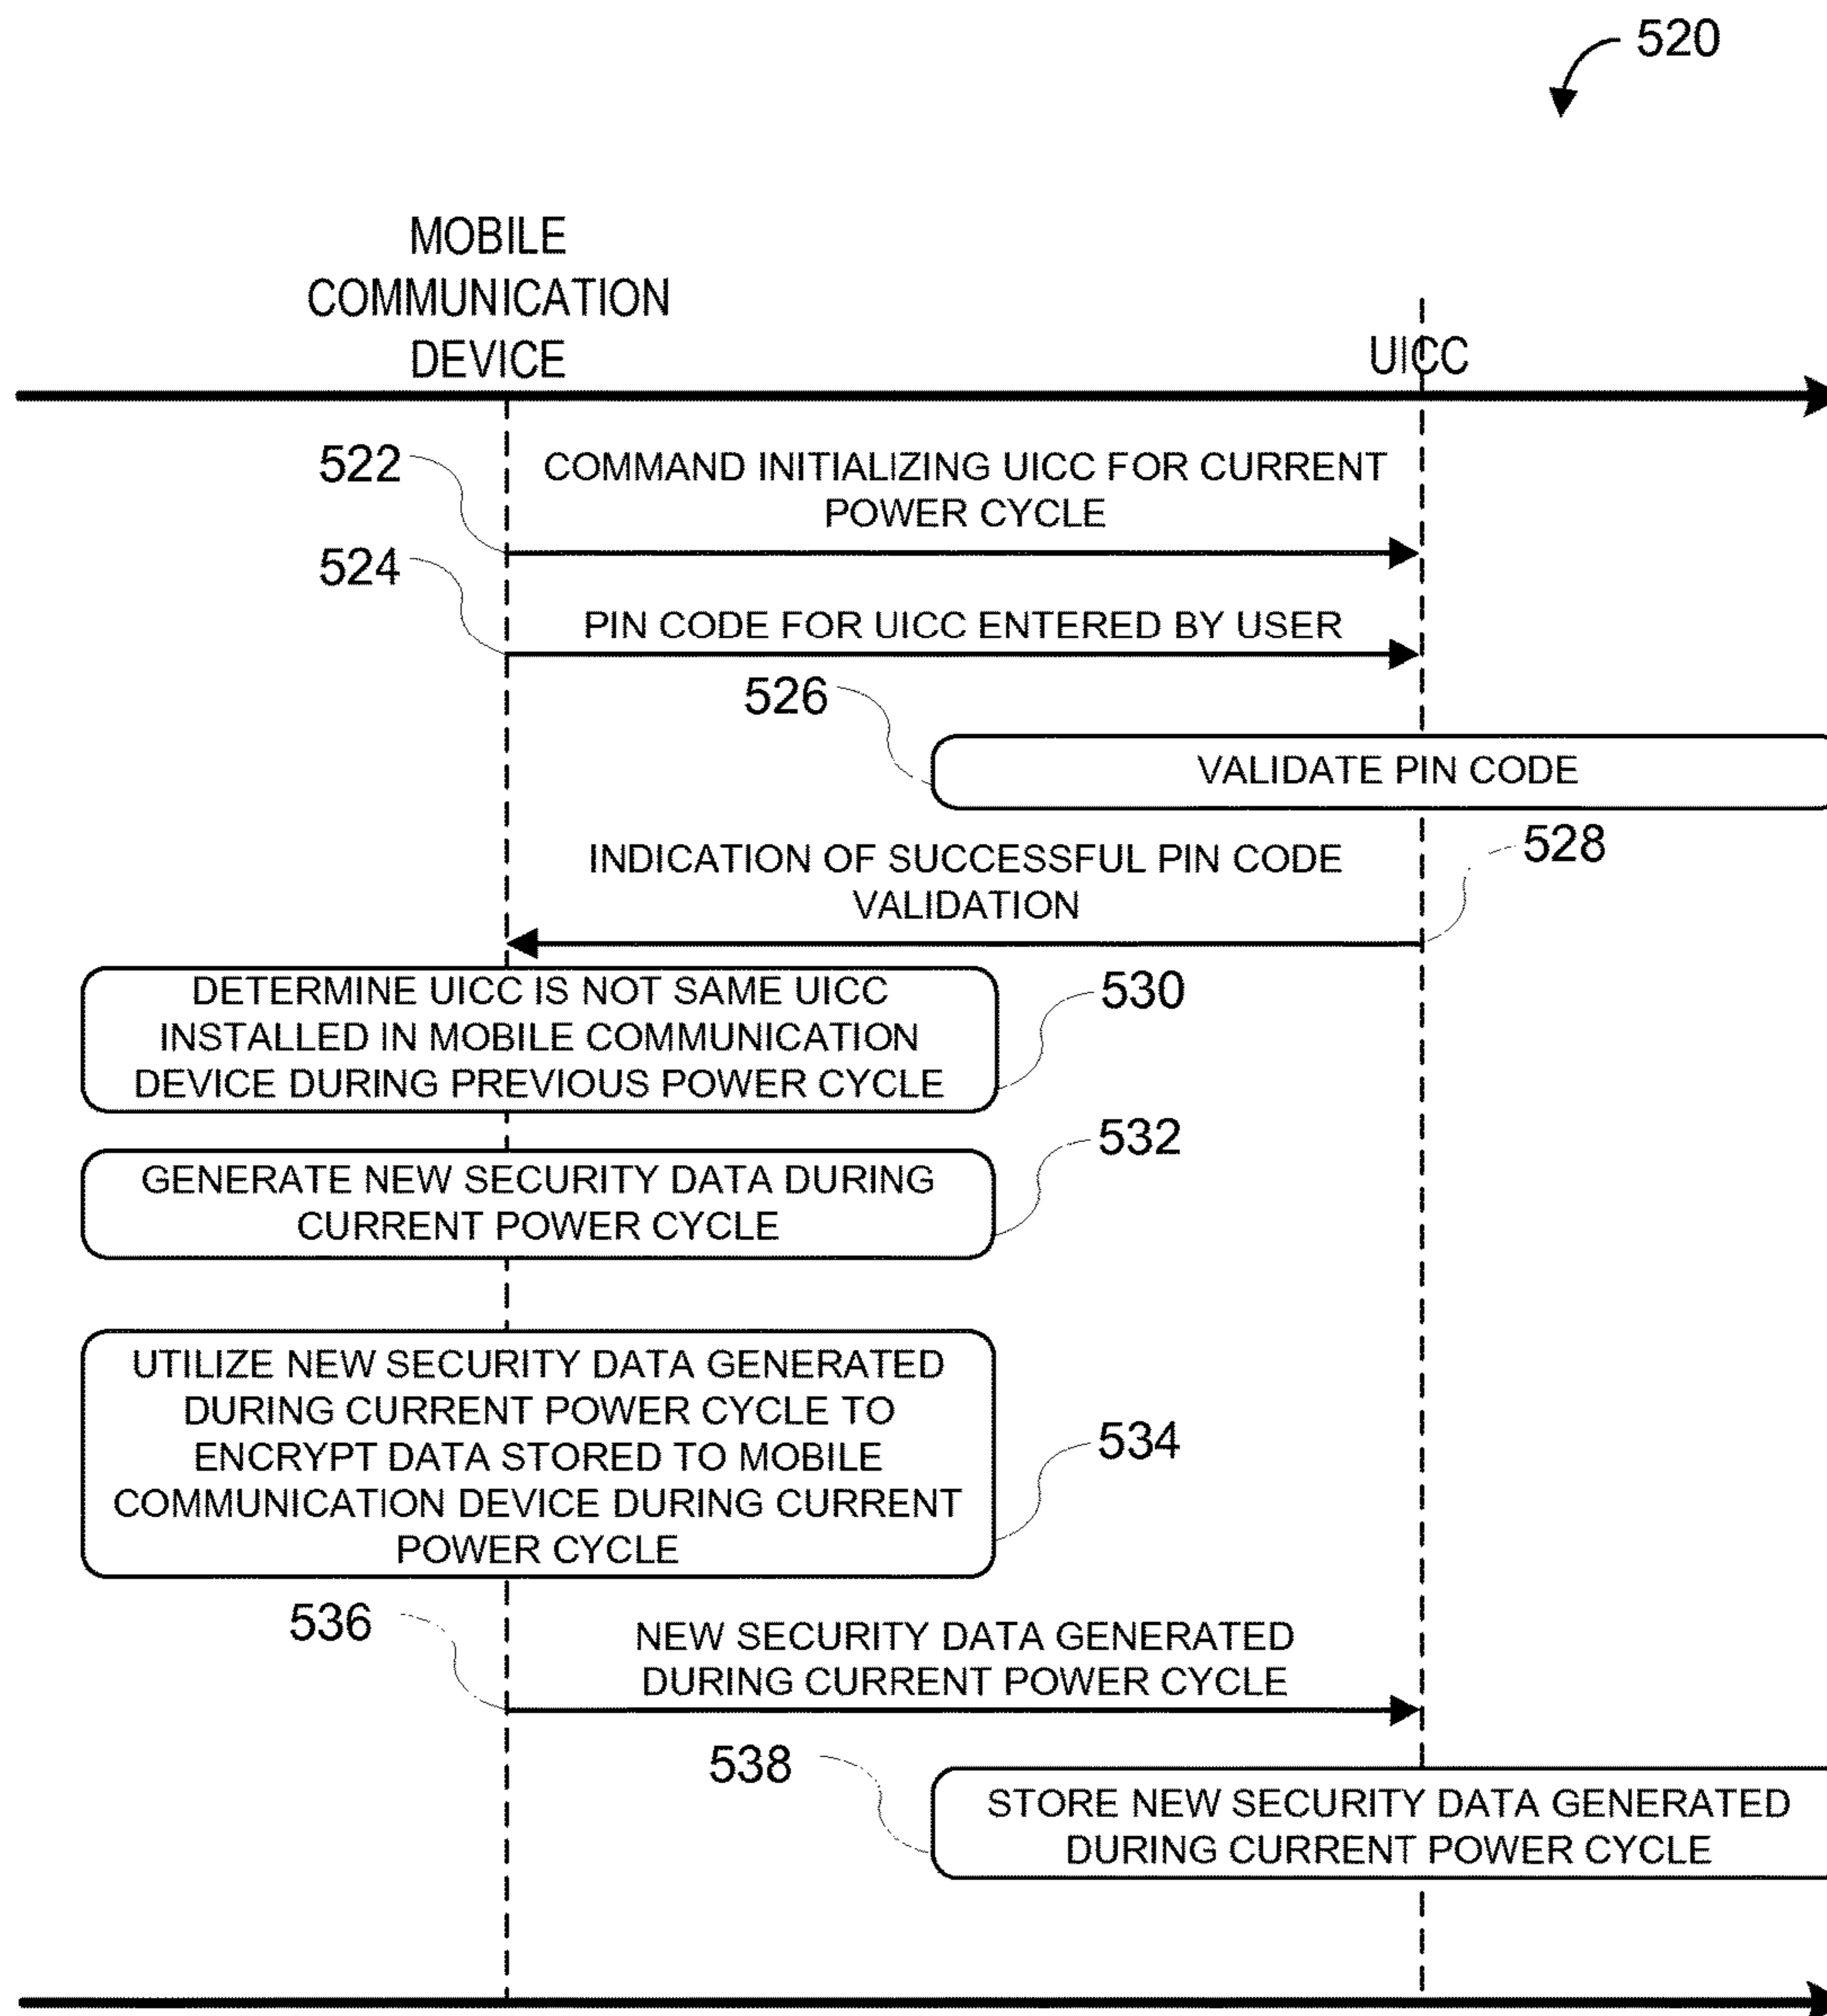 520
MOBILE
COMMUNICATION
DEVICE
UICC
522
COMMAND INITIALIZING UICC FOR CURRENT
POWER CYCLE
524
PIN CODE FOR UICC ENTERED BY USER
526
VALIDATE PIN CODE
INDICATION OF SUCCESSFUL PIN CODE
VALIDATION
528
DETERMINE UICC IS NOT SAME UICC
INSTALLED IN MOBILE COMMUNICATION
DEVICE DURING PREVIOUS POWER CYCLE
530
GENERATE NEW SECURITY DATA DURING
CURRENT POWER CYCLE
532
UTILIZE NEW SECURITY DATA GENERATED
DURING CURRENT POWER CYCLE TO
ENCRYPT DATA STORED TO MOBILE
COMMUNICATION DEVICE DURING CURRENT
POWER CYCLE
534
536
NEW SECURITY DATA GENERATED
DURING CURRENT POWER CYCLE
538
STORE NEW SECURITY DATA GENERATED
DURING CURRENT POWER CYCLE